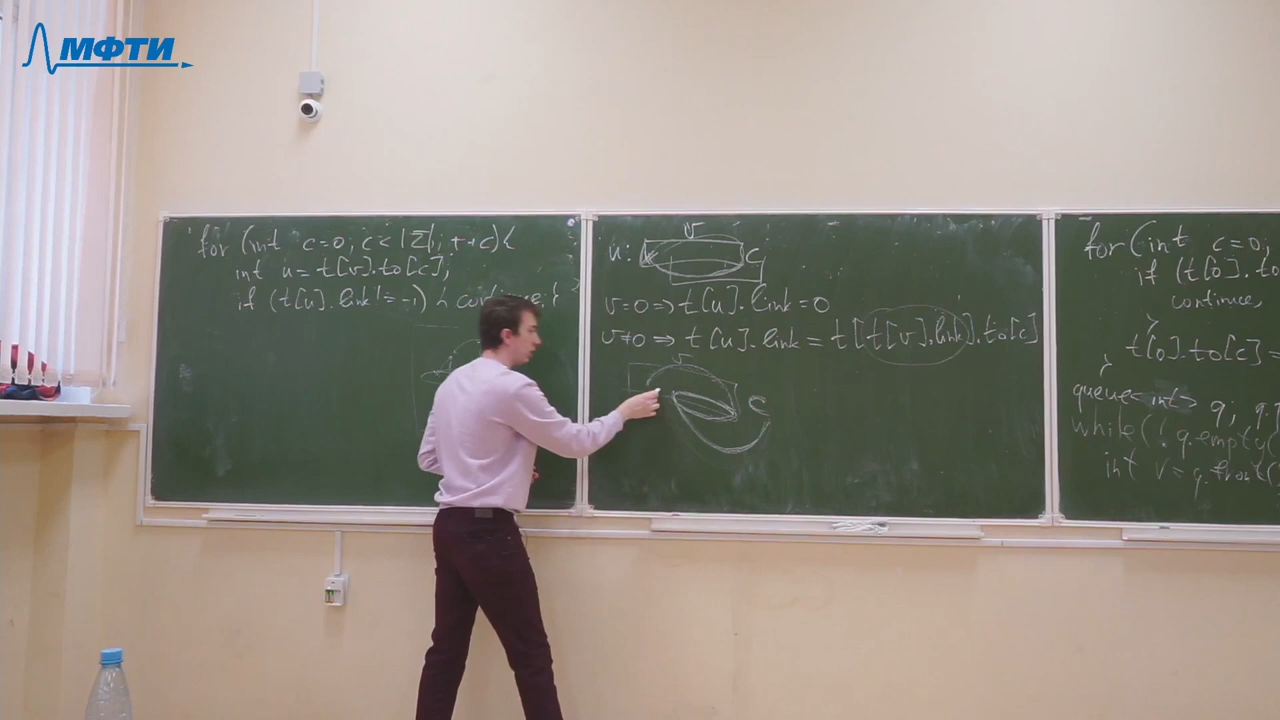 МФТИ
for (int c=0; c<|Σ|; ++c){
int u = t[v].to[c];
if (t[u].link != -1) { continue; }
v
u: c
v=0 ⇒ t[u].link = 0
v≠0 ⇒ t[u].link = t[t[v].link].to[c]
v
c
for (int c=0;
if (t[0].to
continue;
}
t[0].to[c] =
}
queue<int> q; q.p
while (!q.empty(
int v = q.front(